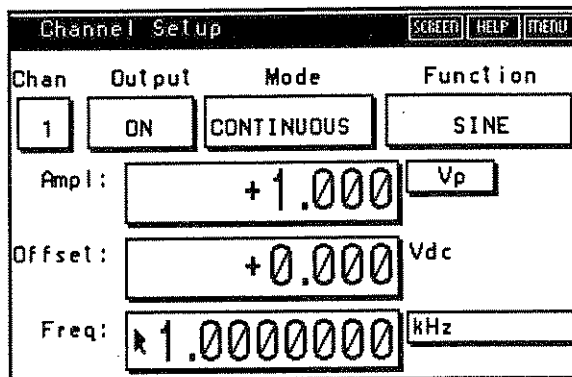 Channel Setup SCREEN HELP MENU
Chan Output Mode Function
1 ON CONTINUOUS SINE
Ampl: +1.000 Vp
Offset: +0.000 Vdc
Freq: 1.0000000 kHz